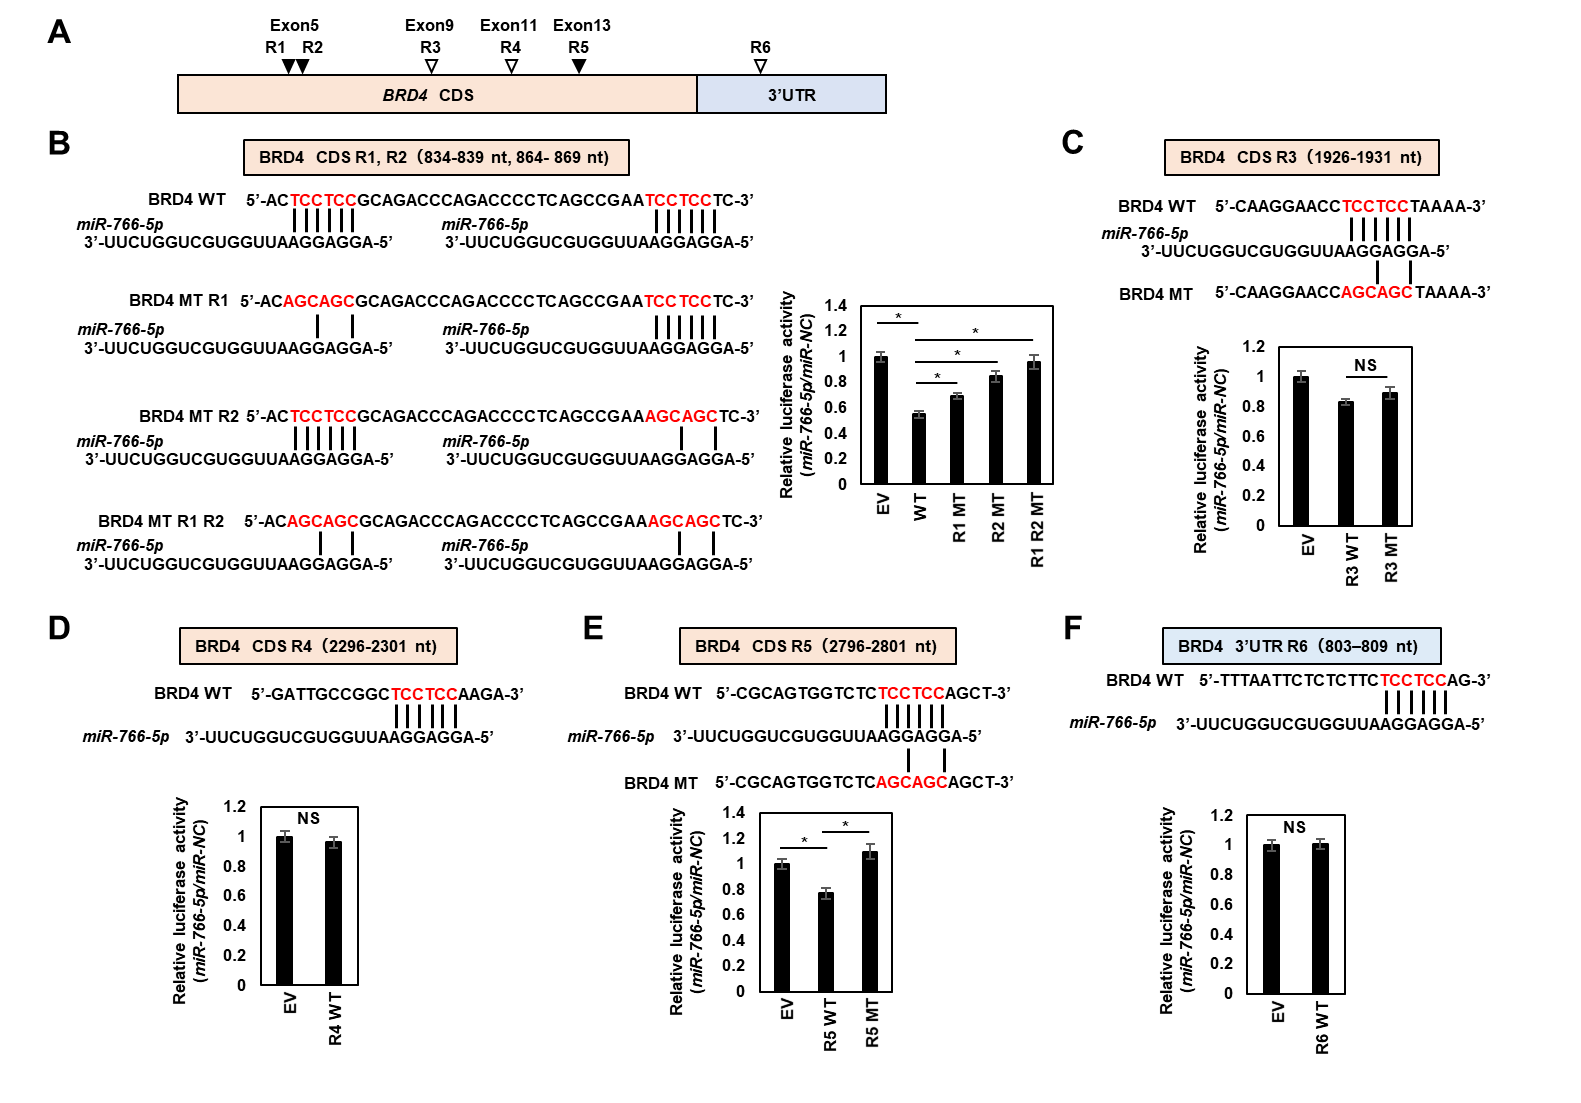 A
Exon5 Exon9 Exon11 Exon13
R1 R2 R3 R4 R5 R6
BRD4 CDS 3’UTR
B
BRD4 CDS R1, R2（834-839 nt, 864- 869 nt)
BRD4 WT 5’-ACTCCTCCGCAGACCCAGACCCCTCAGCCGAATCCTCCTC-3’
miR-766-5p miR-766-5p
3’-UUCUGGUCGUGGUUAAGGAGGA-5’ 3’-UUCUGGUCGUGGUUAAGGAGGA-5’
BRD4 MT R1 5’-ACAGCAGCGCAGACCCAGACCCCTCAGCCGAATCCTCCTC-3’
miR-766-5p miR-766-5p
3’-UUCUGGUCGUGGUUAAGGAGGA-5’ 3’-UUCUGGUCGUGGUUAAGGAGGA-5’
BRD4 MT R2 5’-ACTCCTCCGCAGACCCAGACCCCTCAGCCGAAAGCAGCTC-3’
miR-766-5p miR-766-5p
3’-UUCUGGUCGUGGUUAAGGAGGA-5’ 3’-UUCUGGUCGUGGUUAAGGAGGA-5’
BRD4 MT R1 R2 5’-ACAGCAGCGCAGACCCAGACCCCTCAGCCGAAAGCAGCTC-3’
miR-766-5p miR-766-5p
3’-UUCUGGUCGUGGUUAAGGAGGA-5’ 3’-UUCUGGUCGUGGUUAAGGAGGA-5’
Relative luciferase activity
(miR-766-5p/miR-NC)
1.4
1.2
1
0.8
0.6
0.4
0.2
0
*
*
*
*
EV
WT
R1 MT
R2 MT
R1 R2 MT
C
BRD4 CDS R3（1926-1931 nt)
BRD4 WT 5’-CAAGGAACCTCCTCCTAAAA-3’
miR-766-5p
3’-UUCUGGUCGUGGUUAAGGAGGA-5’
BRD4 MT 5’-CAAGGAACCAGCAGCTAAAA-3’
Relative luciferase activity
(miR-766-5p/miR-NC)
1.2
1
0.8
0.6
0.4
0.2
0
NS
EV
R3 WT
R3 MT
D
BRD4 CDS R4（2296-2301 nt)
BRD4 WT 5’-GATTGCCGGCTCCTCCAAGA-3’
miR-766-5p 3’-UUCUGGUCGUGGUUAAGGAGGA-5’
Relative luciferase activity
(miR-766-5p/miR-NC)
1.2
1
0.8
0.6
0.4
0.2
0
NS
EV
R4 WT
E
BRD4 CDS R5（2796-2801 nt)
BRD4 WT 5’-CGCAGTGGTCTCTCCTCCAGCT-3’
miR-766-5p 3’-UUCUGGUCGUGGUUAAGGAGGA-5’
BRD4 MT 5’-CGCAGTGGTCTCAGCAGCAGCT-3’
Relative luciferase activity
(miR-766-5p/miR-NC)
1.4
1.2
1
0.8
0.6
0.4
0.2
0
*
*
EV
R5 WT
R5 MT
F
BRD4 3’UTR R6（803–809 nt)
BRD4 WT 5’-TTTAATTCTCTCTTCTCCTCCAG-3’
miR-766-5p 3’-UUCUGGUCGUGGUUAAGGAGGA-5’
Relative luciferase activity
(miR-766-5p/miR-NC)
1.2
1
0.8
0.6
0.4
0.2
0
NS
EV
R6 WT